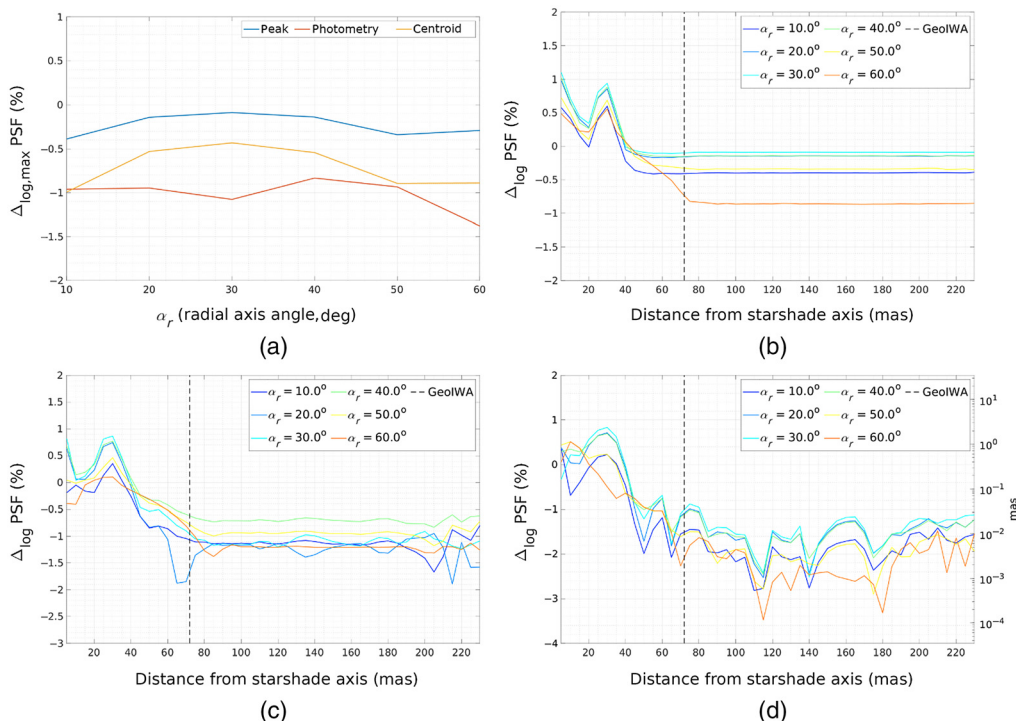 (a)
Peak Photometry Centroid
Δlog,max PSF (%)
2
1.5
1
0.5
0
−0.5
−1
−1.5
−2
10 20 30 40 50 60
αr (radial axis angle,deg)
(b)
αr = 10.0° αr = 40.0° GeoIWA
αr = 20.0° αr = 50.0°
αr = 30.0° αr = 60.0°
Δlog PSF (%)
2
1.5
1
0.5
0
−0.5
−1
−1.5
−2
20 40 60 80 100 120 140 160 180 200 220
Distance from starshade axis (mas)
(c)
αr = 10.0° αr = 40.0° GeoIWA
αr = 20.0° αr = 50.0°
αr = 30.0° αr = 60.0°
Δlog PSF (%)
2
1.5
1
0.5
0
−0.5
−1
−1.5
−2
−2.5
−3
20 40 60 80 100 120 140 160 180 200 220
Distance from starshade axis (mas)
(d)
αr = 10.0° αr = 40.0° GeoIWA
αr = 20.0° αr = 50.0°
αr = 30.0° αr = 60.0°
Δlog PSF (%)
2
1
0
−1
−2
−3
−4
20 40 60 80 100 120 140 160 180 200 220
Distance from starshade axis (mas)
10¹
10⁰
10⁻¹
10⁻²
10⁻³
10⁻⁴
mas